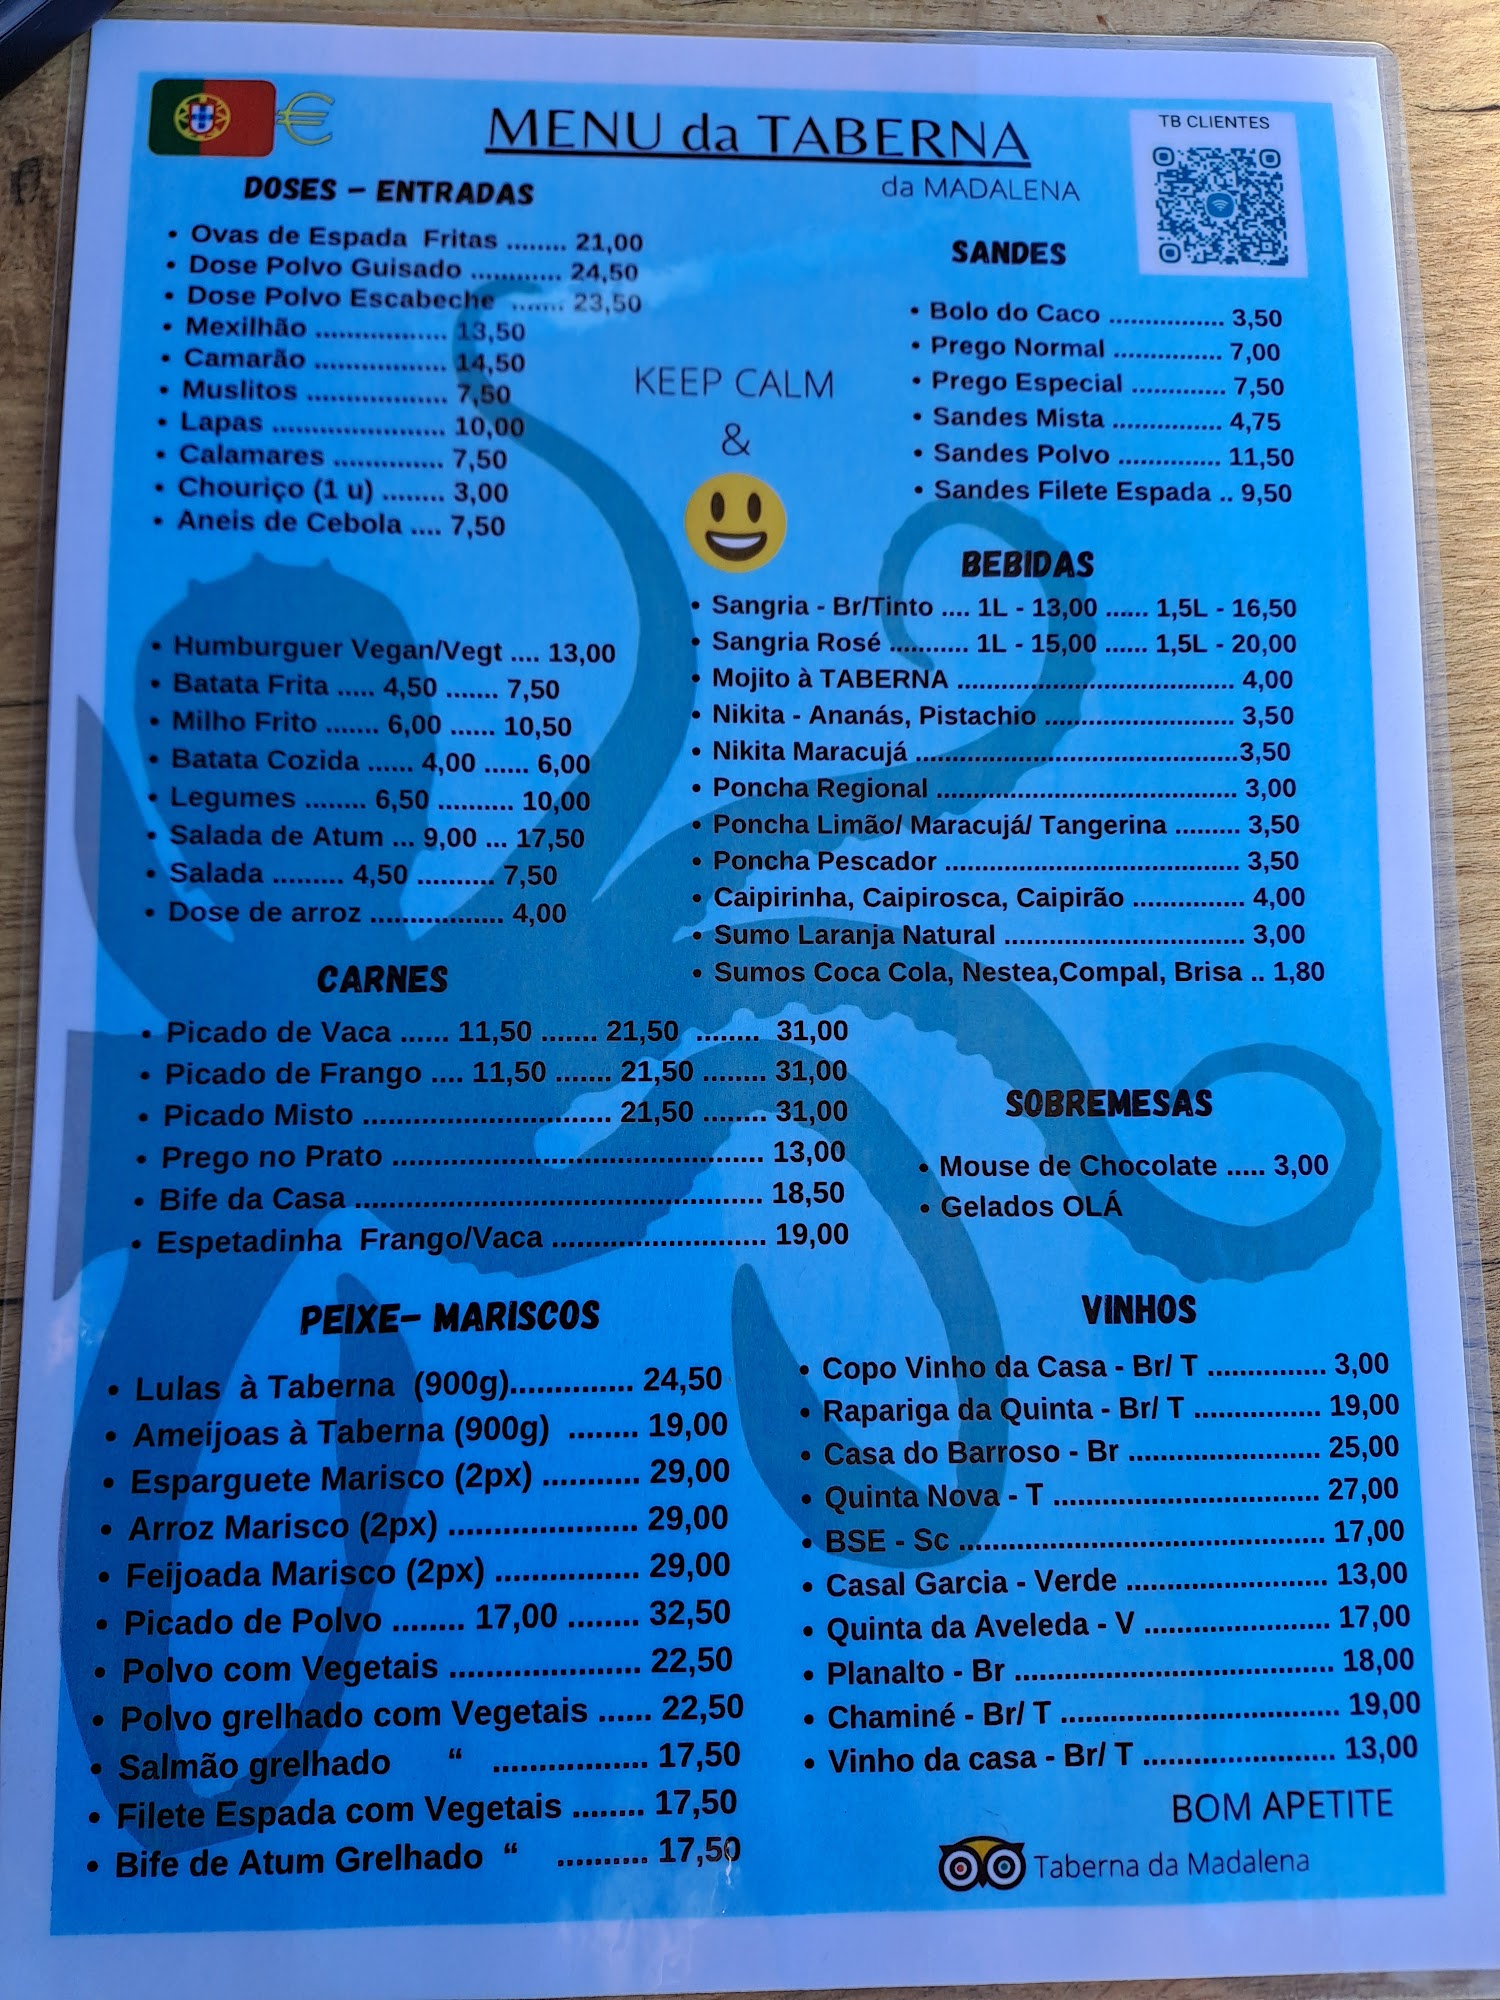 MENU da TABERNA
da MADALENA
TB CLIENTES
DOSES - ENTRADAS
• Ovas de Espada Fritas ........ 21,00
• Dose Polvo Guisado ............ 24,50
• Dose Polvo Escabeche ....... 23,50
• Mexilhão .................. 13,50
• Camarão .................. 14,50
• Muslitos ................... 7,50
• Lapas ....................... 10,00
• Calamares ............... 7,50
• Chouriço (1 u) ........ 3,00
• Aneis de Cebola .... 7,50
• Humburguer Vegan/Vegt .... 13,00
• Batata Frita ..... 4,50 ....... 7,50
• Milho Frito ....... 6,00 ...... 10,50
• Batata Cozida ...... 4,00 ...... 6,00
• Legumes ........ 6,50 .......... 10,00
• Salada de Atum ... 9,00 ... 17,50
• Salada ......... 4,50 .......... 7,50
• Dose de arroz .................. 4,00
CARNES
• Picado de Vaca ...... 11,50 ....... 21,50 ........ 31,00
• Picado de Frango .... 11,50 ....... 21,50 ........ 31,00
• Picado Misto ............................... 21,50 ........ 31,00
• Prego no Prato .............................................. 13,00
• Bife da Casa .................................................. 18,50
• Espetadinha Frango/Vaca .......................... 19,00
PEIXE- MARISCOS
• Lulas à Taberna (900g).............. 24,50
• Ameijoas à Taberna (900g) ........ 19,00
• Esparguete Marisco (2px) ........... 29,00
• Arroz Marisco (2px) ..................... 29,00
• Feijoada Marisco (2px) ................ 29,00
• Picado de Polvo ........ 17,00 ........ 32,50
• Polvo com Vegetais ..................... 22,50
• Polvo grelhado com Vegetais ...... 22,50
• Salmão grelhado “ ................. 17,50
• Filete Espada com Vegetais ........ 17,50
• Bife de Atum Grelhado “ .......... 17,50
KEEP CALM
&
SANDES
• Bolo do Caco ................ 3,50
• Prego Normal ............... 7,00
• Prego Especial ............. 7,50
• Sandes Mista ............... 4,75
• Sandes Polvo .............. 11,50
• Sandes Filete Espada .. 9,50
BEBIDAS
• Sangria - Br/Tinto .... 1L - 13,00 ...... 1,5L - 16,50
• Sangria Rosé ........... 1L - 15,00 ...... 1,5L - 20,00
• Mojito à TABERNA ...................................... 4,00
• Nikita - Ananás, Pistachio .......................... 3,50
• Nikita Maracujá .............................................3,50
• Poncha Regional ......................................... 3,00
• Poncha Limão/ Maracujá/ Tangerina ......... 3,50
• Poncha Pescador ........................................ 3,50
• Caipirinha, Caipirosca, Caipirão ............... 4,00
• Sumo Laranja Natural ................................. 3,00
• Sumos Coca Cola, Nestea,Compal, Brisa .. 1,80
SOBREMESAS
• Mouse de Chocolate ..... 3,00
• Gelados OLÁ
VINHOS
• Copo Vinho da Casa - Br/ T ............... 3,00
• Rapariga da Quinta - Br/ T ................ 19,00
• Casa do Barroso - Br ........................ 25,00
• Quinta Nova - T .................................. 27,00
• BSE - Sc .............................................. 17,00
• Casal Garcia - Verde ......................... 13,00
• Quinta da Aveleda - V ....................... 17,00
• Planalto - Br ........................................ 18,00
• Chaminé - Br/ T ................................... 19,00
• Vinho da casa - Br/ T ........................ 13,00
BOM APETITE
Taberna da Madalena